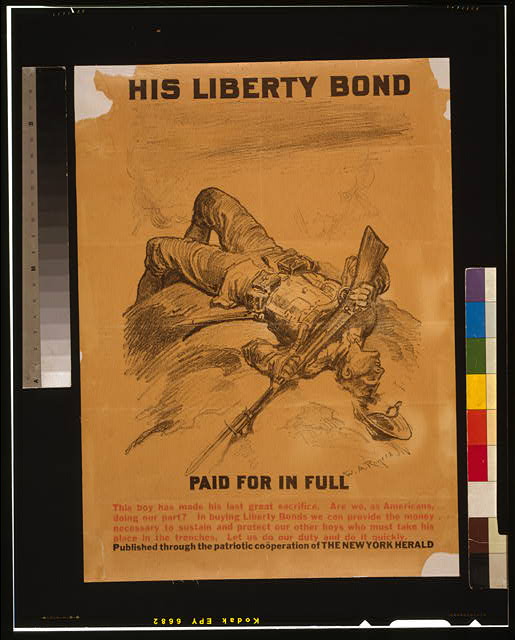 HIS LIBERTY BOND
W. A. Rogers
PAID FOR IN FULL
This boy has made his last great sacrifice. Are we, as Americans,
doing our part? In buying Liberty Bonds we can provide the money
necessary to sustain and protect our other boys who must take his
place in the trenches. Let us do our duty and do it quickly.
Published through the patriotic coöperation of THE NEW YORK HERALD
Kodak EPY 6682